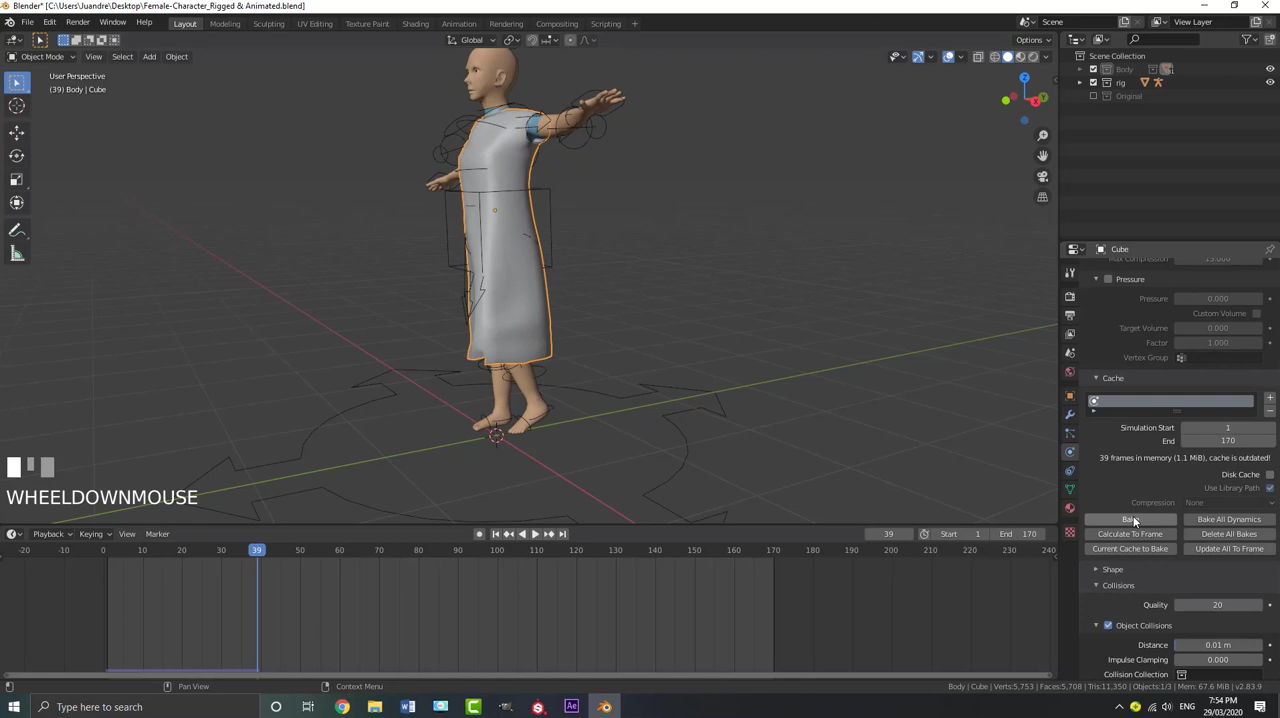 Blender* [C:\Users\Juandre\Desktop\Female-Character_Rigged & Animated.blend]
File Edit Render Window Help Layout Modeling Sculpting UV Editing Texture Paint Shading Animation Rendering Compositing Scripting + Scene View Layer
Global Options
Object Mode View Select Add Object
User Perspective
(39) Body | Cube
Scene Collection
Body
rig
Original
Z
Y
X
Cube
Pressure
Pressure 0.000
Custom Volume
Target Volume 0.000
Factor 1.000
Vertex Group
Cache
Simulation Start 1
End 170
39 frames in memory (1.1 MiB), cache is outdated!
Disk Cache
Use Library Path
Compression None
Bake All Dynamics
Calculate To Frame Delete All Bakes
Current Cache to Bake Update All To Frame
Shape
Collisions
Quality 20
Object Collisions
Distance 0.01 m
Impulse Clamping 0.000
Collision Collection
WHEELDOWNMOUSE
Playback Keying View Marker 39 Start 1 End 170
-20 -10 0 10 20 30 39 50 60 70 80 90 100 110 120 130 140 150 160 170 180 190 200 210 220 230 240
Pan View Context Menu Body | Cube | Verts:5,753 | Faces:5,708 | Tris:11,350 | Objects:1/3 | Mem: 67.6 MiB | v2.83.9
Type here to search
ENG
7:54 PM
29/03/2020